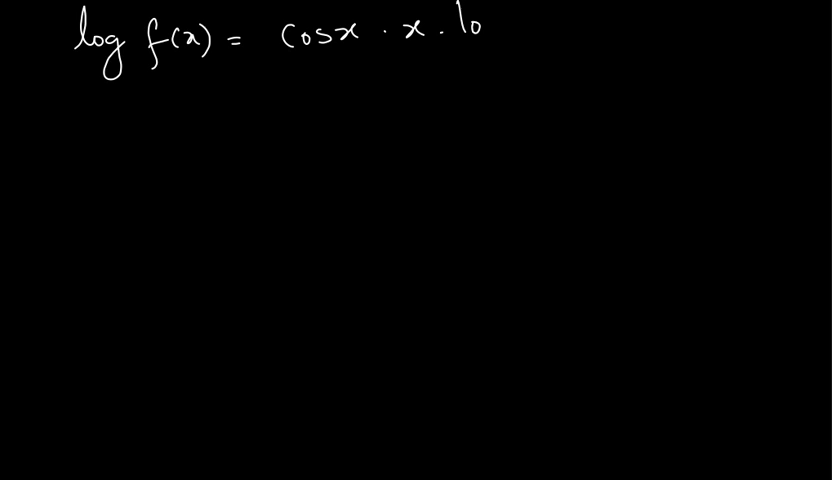 log f(x) = cosx . x . lo